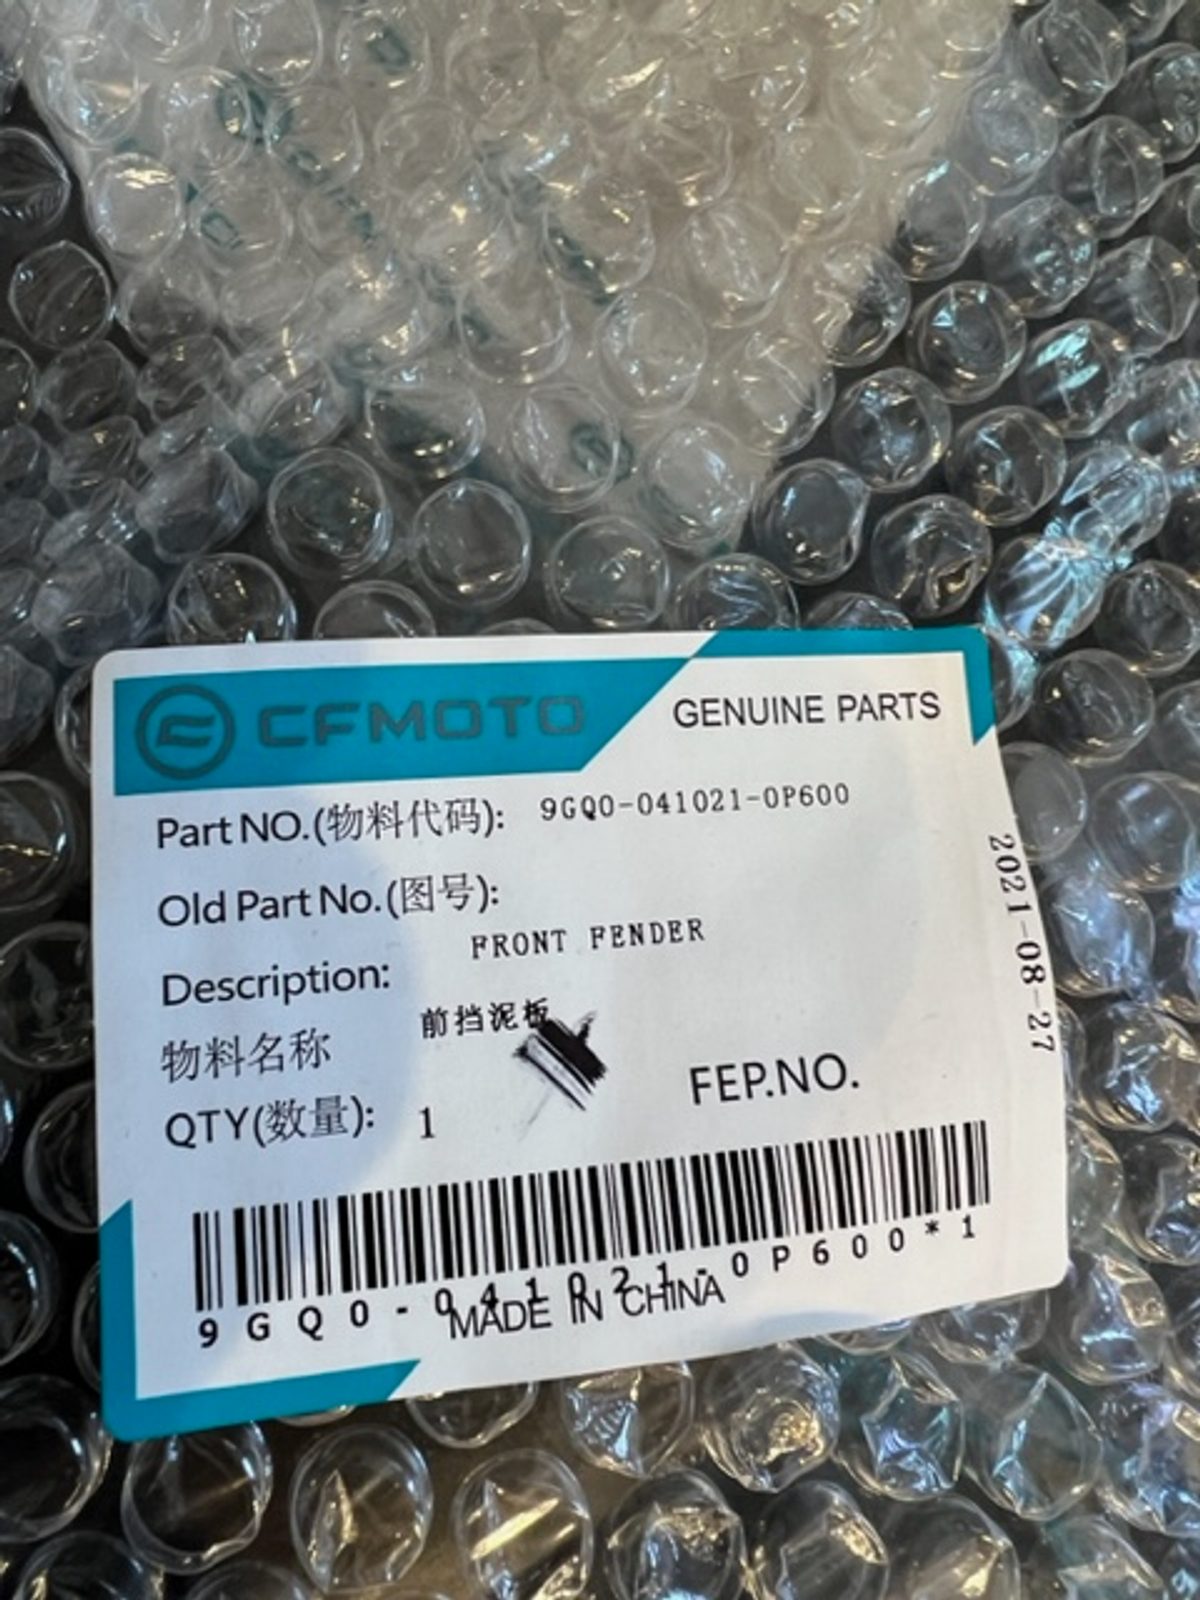 CFMOTO
GENUINE PARTS
Part NO.(物料代码): 9GQ0-041021-0P600
Old Part No.(图号):
FRONT FENDER
Description:
前挡泥板
物料名称
QTY(数量): 1
FEP.NO.
9GQ0-041021-0P600*1
MADE IN CHINA
2021-08-27